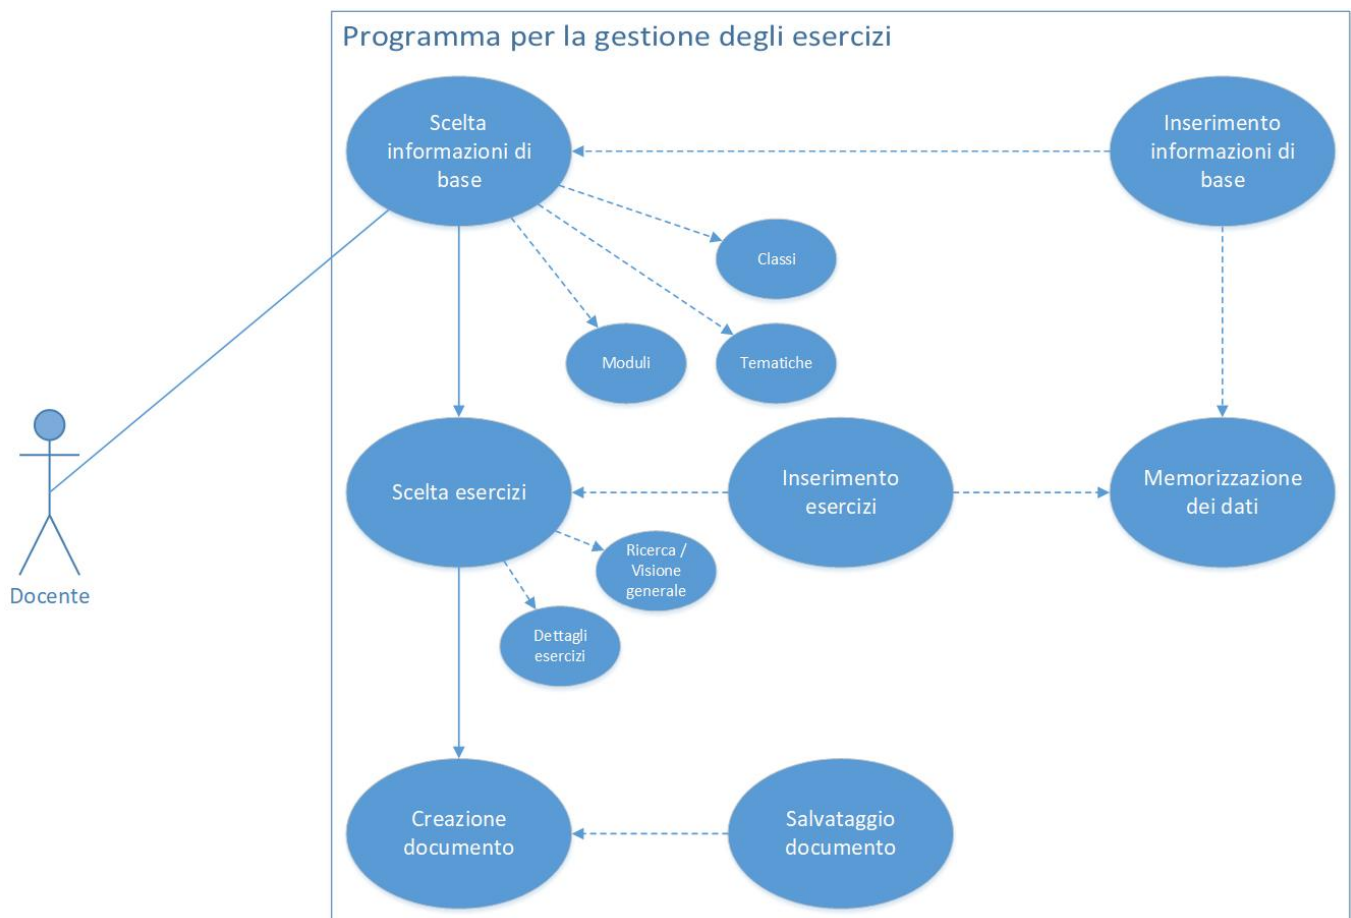 Programma per la gestione degli esercizi
Scelta
informazioni di
base
Inserimento
informazioni di
base
Classi
Moduli
Tematiche
Scelta esercizi
Inserimento
esercizi
Memorizzazione
dei dati
Ricerca /
Visione
generale
Docente
Dettagli
esercizi
Creazione
documento
Salvataggio
documento